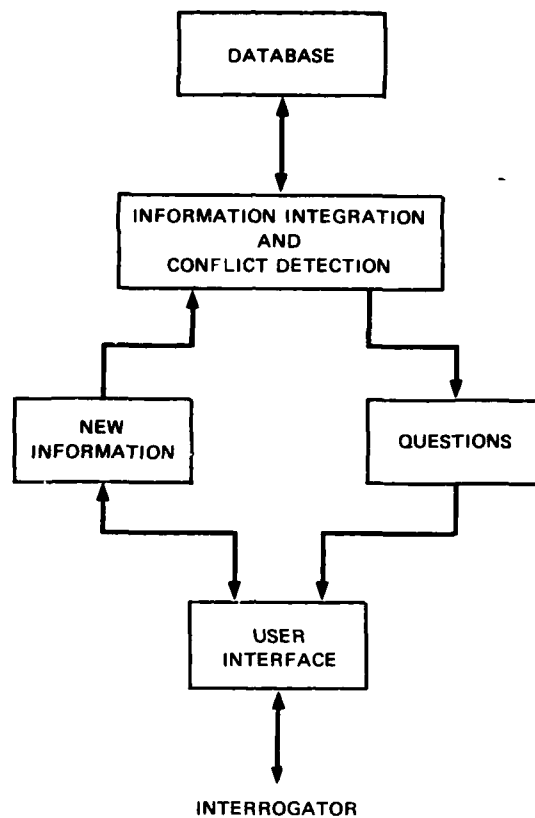 DATABASE
INFORMATION INTEGRATION
AND
CONFLICT DETECTION
NEW
INFORMATION
QUESTIONS
USER
INTERFACE
INTERROGATOR